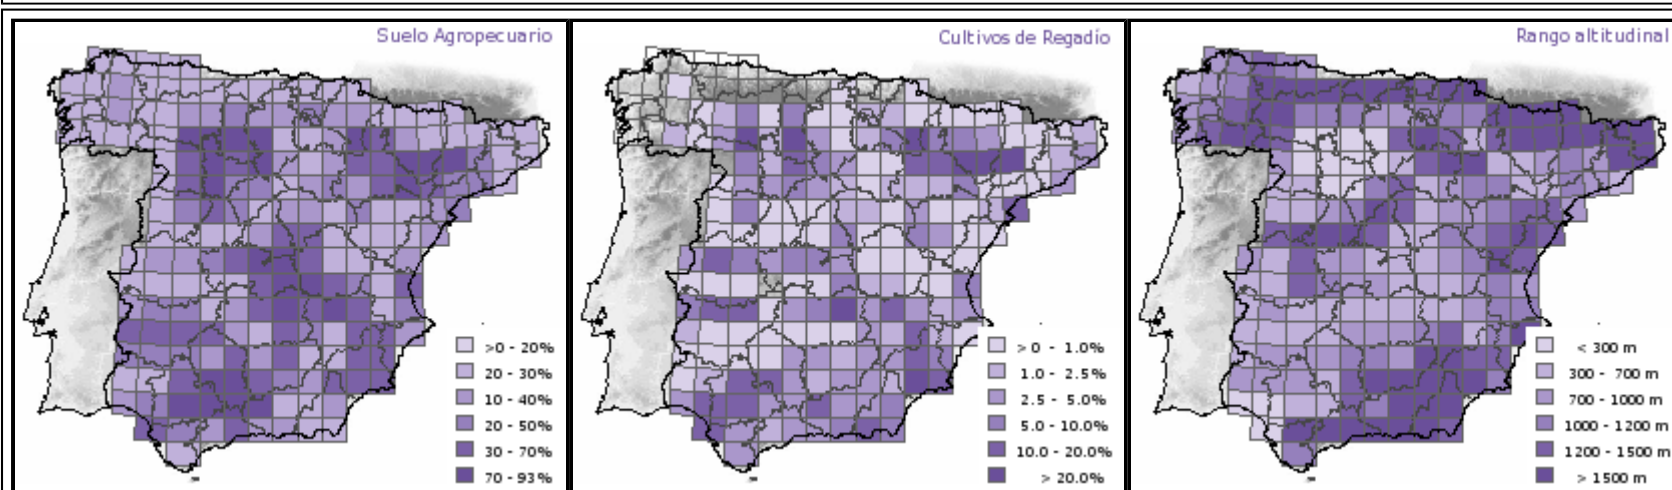 Suelo Agropecuario
>0 - 20%
20 - 30%
10 - 40%
20 - 50%
30 - 70%
70 - 93%
Cultivos de Regadío
> 0 - 1.0%
1.0 - 2.5%
2.5 - 5.0%
5.0 - 10.0%
10.0 - 20.0%
> 20.0%
Rango altitudinal
< 300 m
300 - 700 m
700 - 1000 m
1000 - 1200 m
1200 - 1500 m
> 1500 m